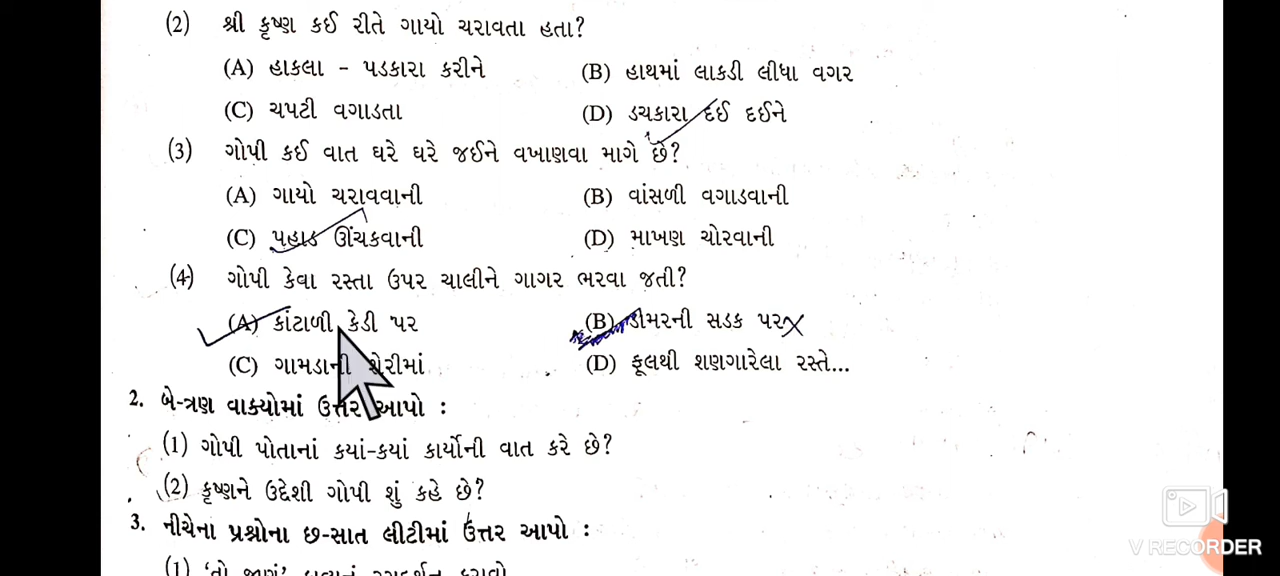 (2) શ્રી કૃષ્ણ કઈ રીતે ગાયો ચરાવતા હતા?
(A) હાકલા - પડકારા કરીને (B) હાથમાં લાકડી લીધા વગર
(C) ચપટી વગાડતા (D) ડચકારા દઈ દઈને
(3) ગોપી કઈ વાત ઘરે ઘરે જઈને વખાણવા માગે છે?
(A) ગાયો ચરાવવાની (B) વાંસળી વગાડવાની
(C) પહાડ ઊંચકવાની (D) માખણ ચોરવાની
(4) ગોપી કેવા રસ્તા ઉપર ચાલીને ગાગર ભરવા જતી?
(A) કાંટાળી કેડી પર (B) ડામરની સડક પર
(C) ગામડાની શેરીમાં (D) ફૂલથી શણગારેલા રસ્તે...
2. બે-ત્રણ વાક્યોમાં ઉત્તર આપો :
(1) ગોપી પોતાનાં કયાં-કયાં કાર્યોની વાત કરે છે?
(2) કૃષ્ણને ઉદ્દેશી ગોપી શું કહે છે?
3. નીચેના પ્રશ્નોના છ-સાત લીટીમાં ઉત્તર આપો :
(1) 'તો જાણું'
V RECORDER